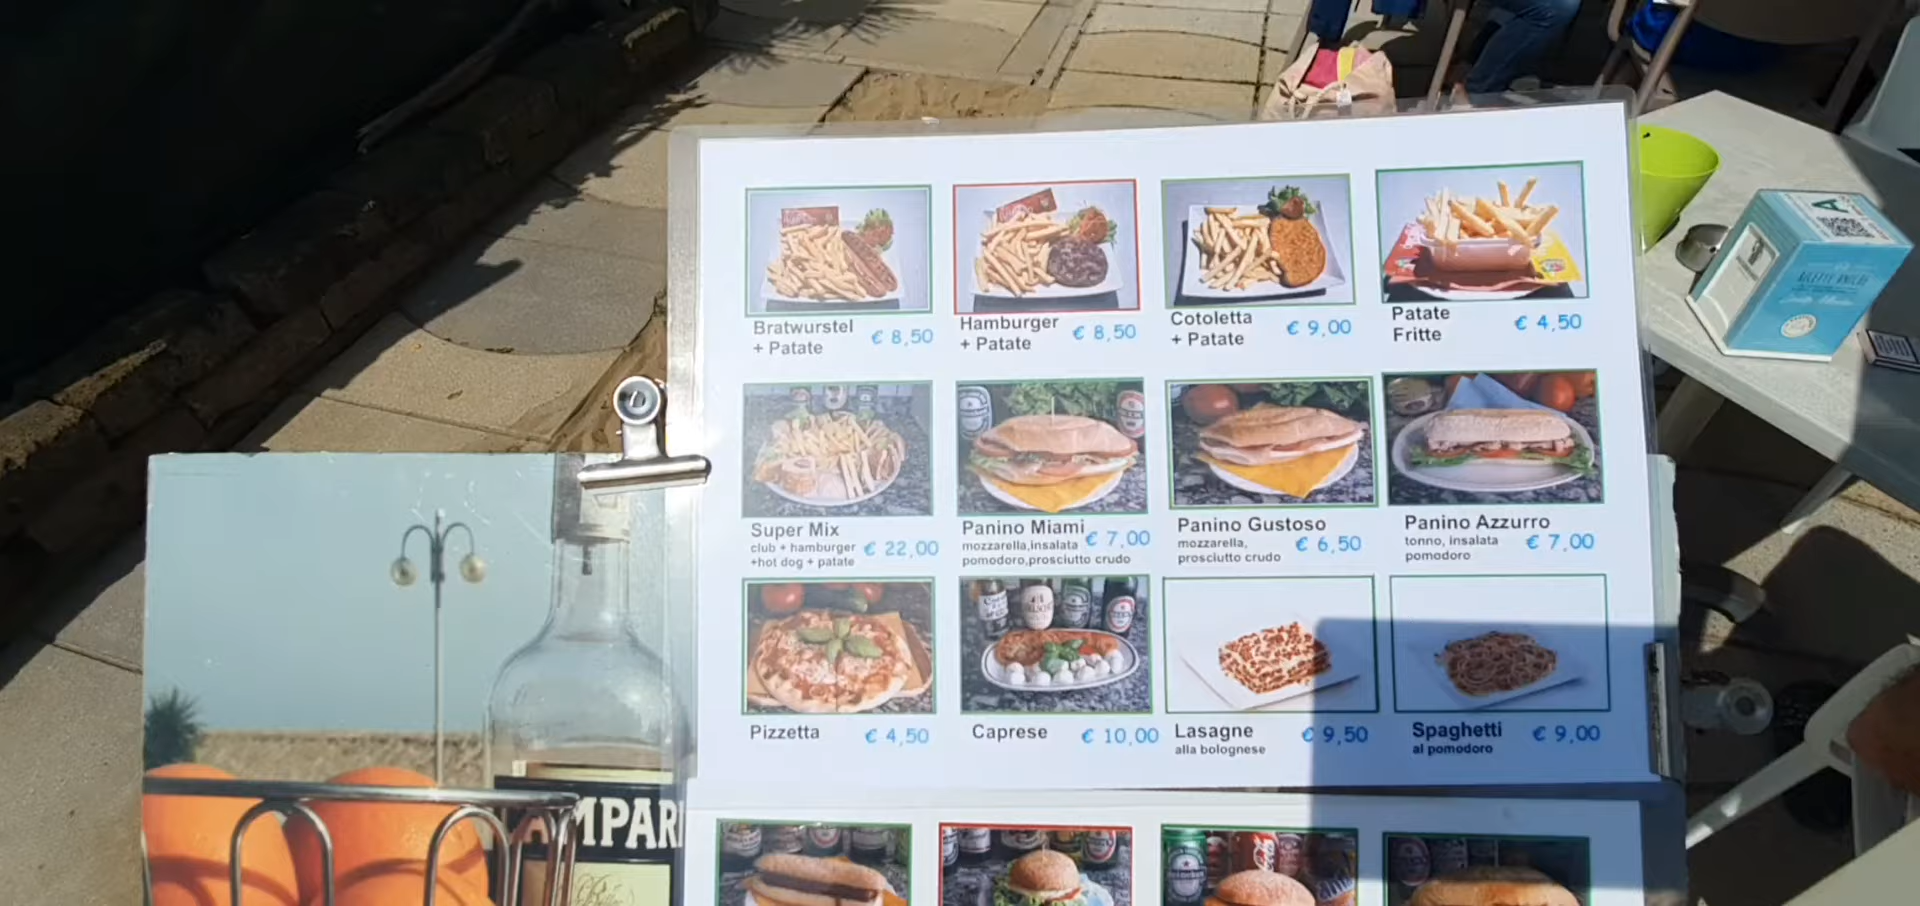 Bratwurstel
+ Patate
€ 8,50
Hamburger
+ Patate
€ 8,50
Cotoletta
+ Patate
€ 9,00
Patate
Fritte
€ 4,50
Super Mix
club + hamburger
+hot dog + patate
€ 22,00
Panino Miami
mozzarella,insalata
pomodoro,prosciutto crudo
€ 7,00
Panino Gustoso
mozzarella,
prosciutto crudo
€ 6,50
Panino Azzurro
tonno, insalata
pomodoro
€ 7,00
Pizzetta
€ 4,50
Caprese
€ 10,00
Lasagne
alla bolognese
€ 9,50
Spaghetti
al pomodoro
€ 9,00
AMPAR